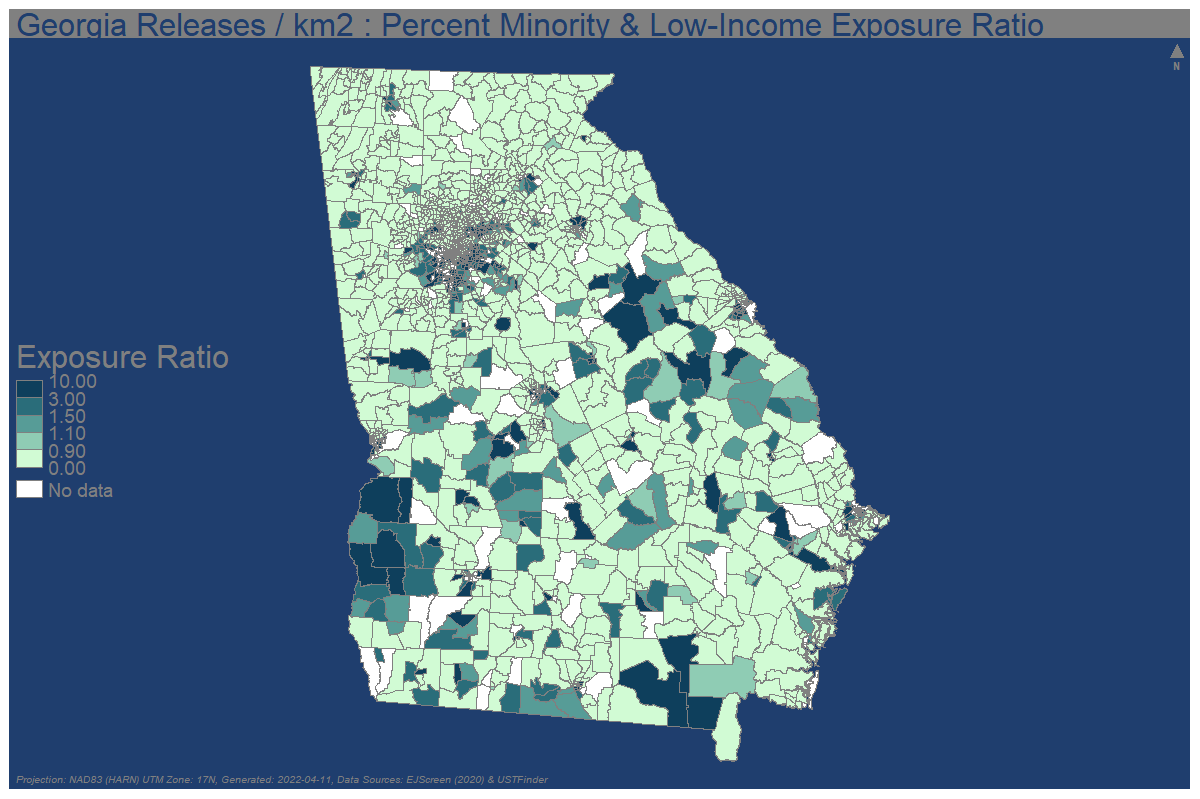 Georgia Releases / km2 : Percent Minority & Low-Income Exposure Ratio
N
Exposure Ratio
10.00
3.00
1.50
1.10
0.90
0.00
No data
Projection: NAD83 (HARN) UTM Zone: 17N, Generated: 2022-04-11, Data Sources: EJScreen (2020) & USTFinder